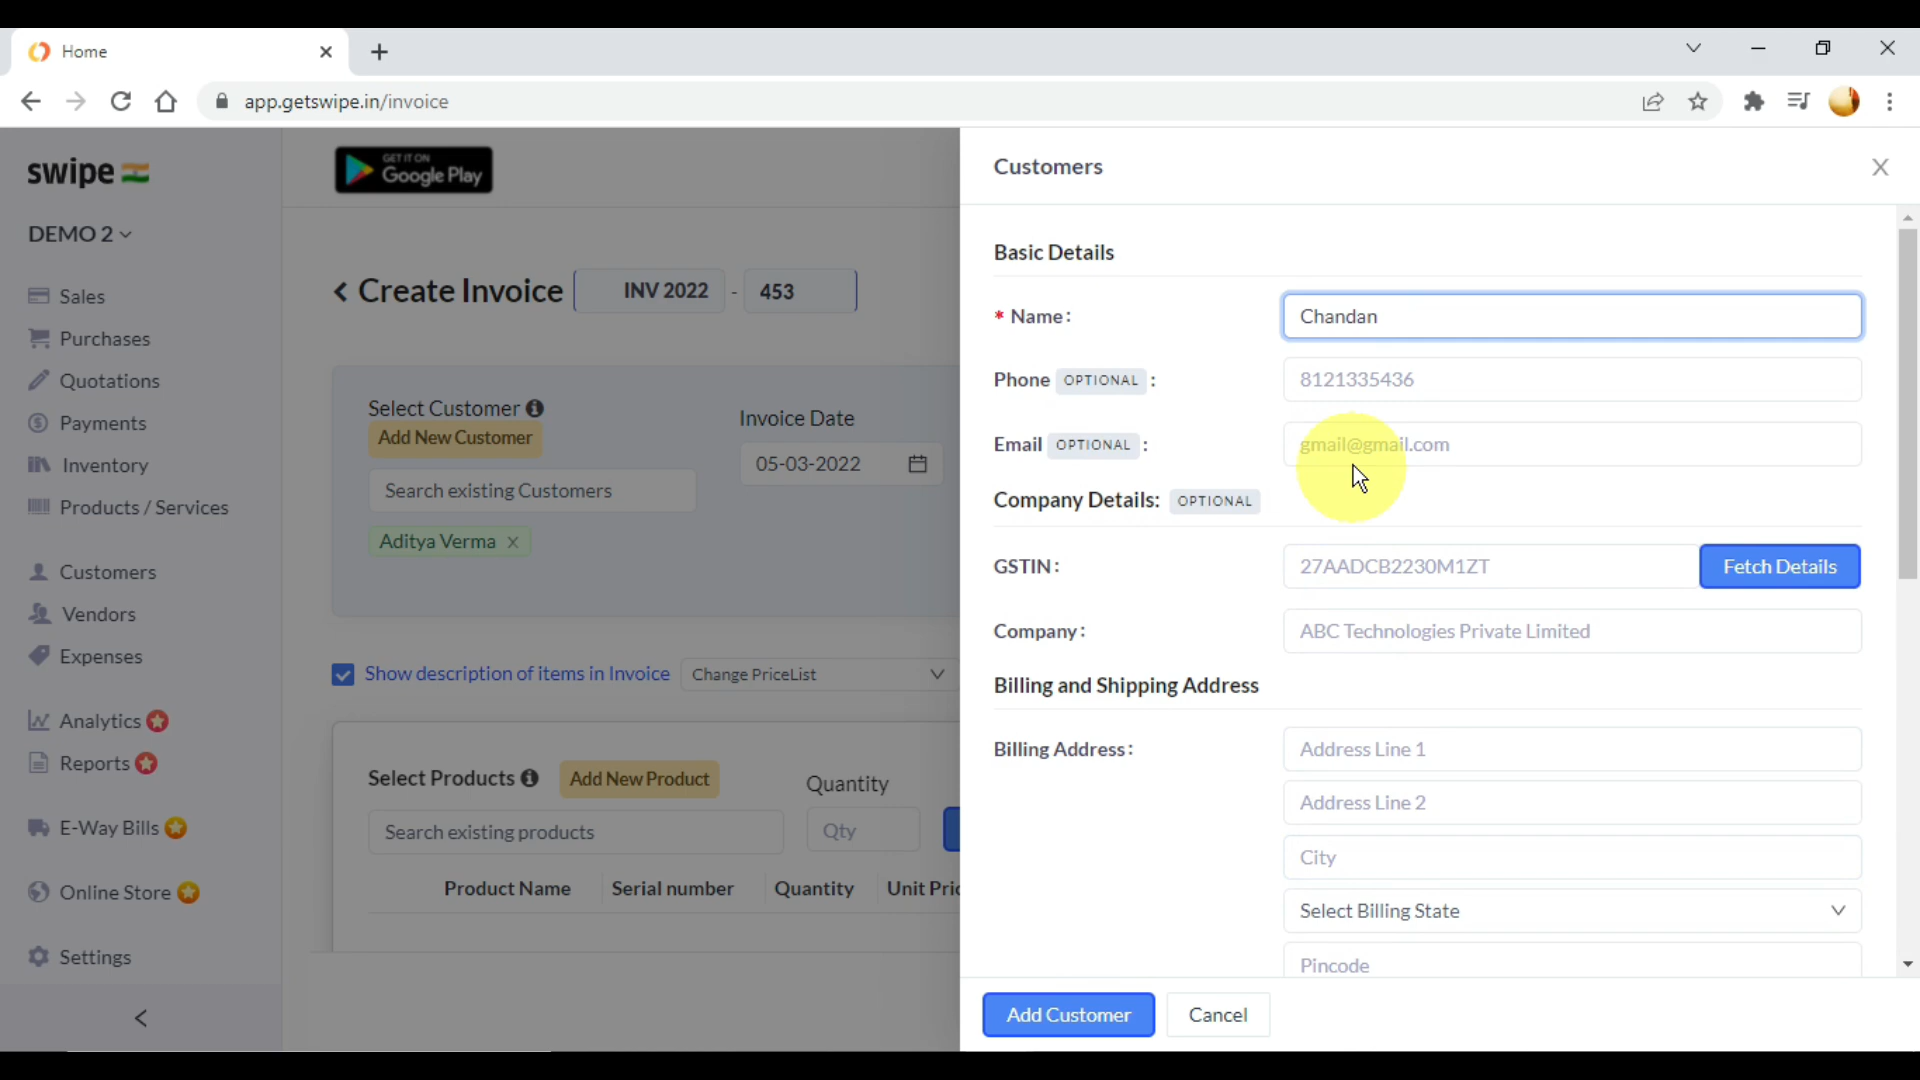 Home
app.getswipe.in/invoice
swipe
DEMO 2
Sales
Purchases
Quotations
Payments
Inventory
Products / Services
Customers
Vendors
Expenses
Analytics
Reports
E-Way Bills
Online Store
Settings
GET IT ON
Google Play
Create Invoice INV 2022 - 453
Select Customer
Add New Customer
Search existing Customers
Aditya Verma
Invoice Date
05-03-2022
Show description of items in Invoice
Change PriceList
Select Products
Add New Product
Search existing products
Quantity
Qty
Product Name Serial number Quantity Unit
Customers
Basic Details
* Name: Chandan
Phone OPTIONAL : 8121335436
Email OPTIONAL : gmail@gmail.com
Company Details: OPTIONAL
GSTIN: 27AADCB2230M1ZT Fetch Details
Company: ABC Technologies Private Limited
Billing and Shipping Address
Billing Address: Address Line 1
Address Line 2
City
Select Billing State
Pincode
Add Customer Cancel